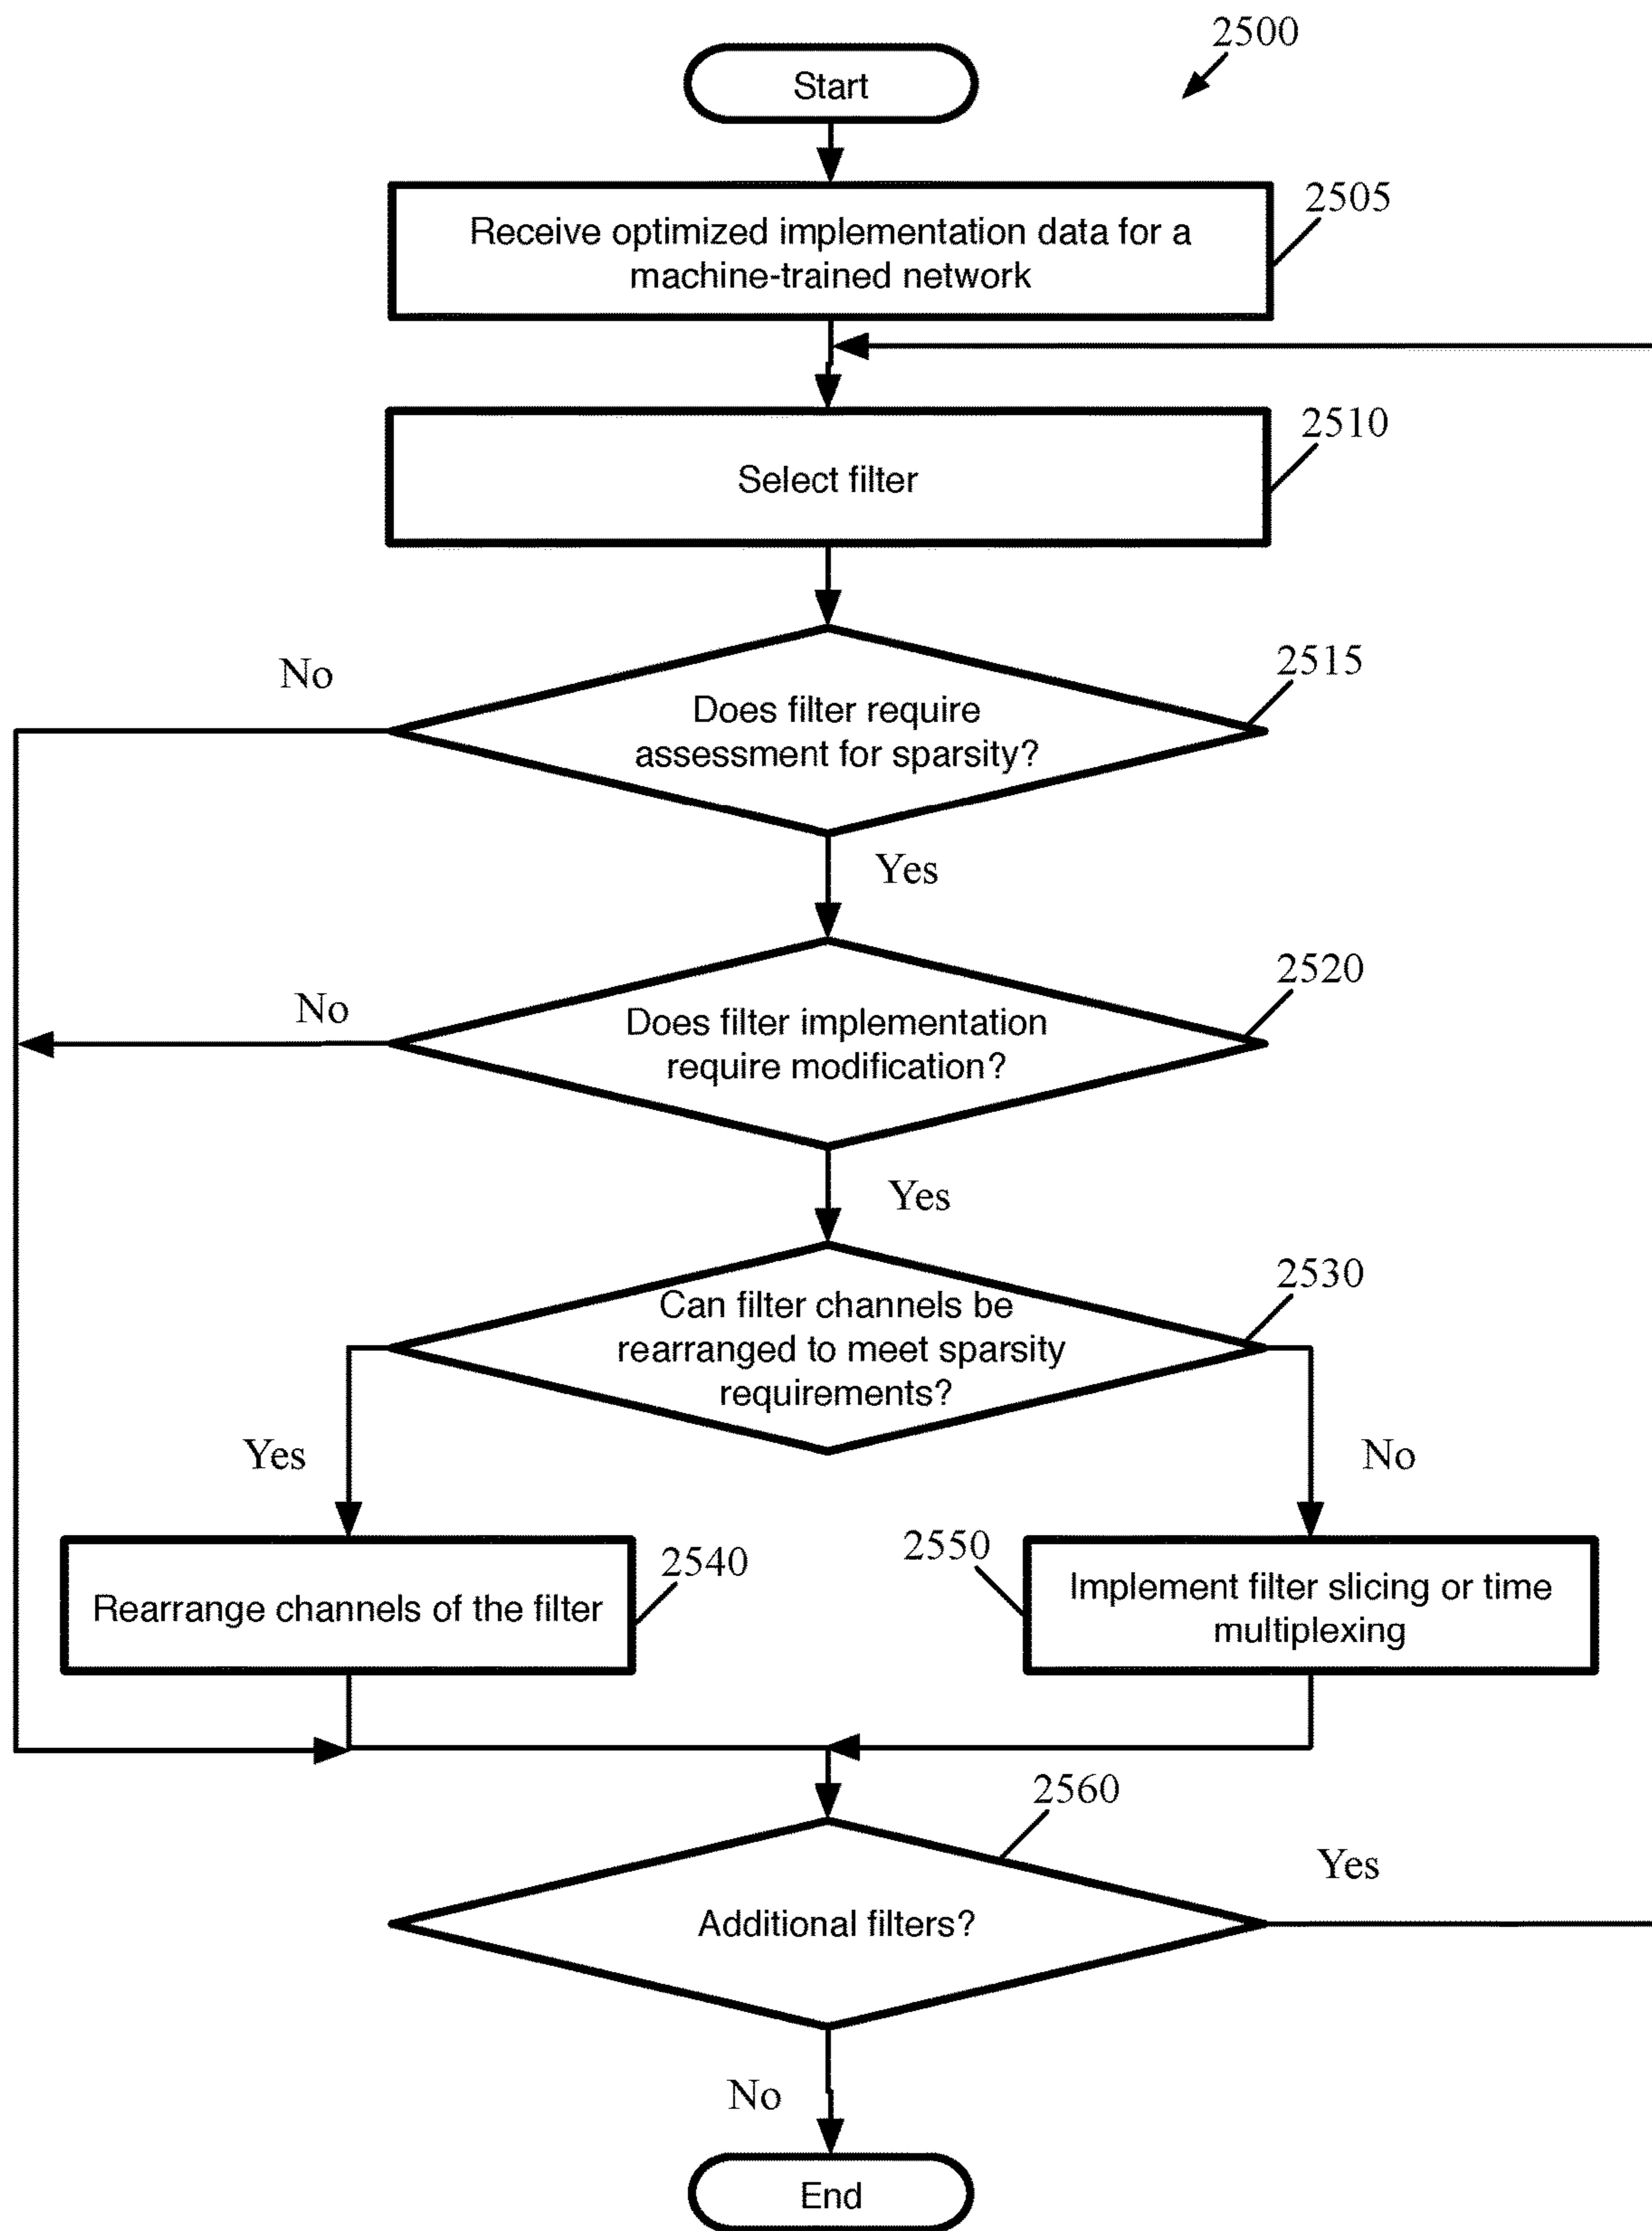 2500
Start
2505
Receive optimized implementation data for a
machine-trained network
2510
Select filter
2515
No
Does filter require
assessment for sparsity?
Yes
2520
No
Does filter implementation
require modification?
Yes
2530
Can filter channels be
rearranged to meet sparsity
requirements?
Yes
No
2540
2550
Rearrange channels of the filter
Implement filter slicing or time
multiplexing
2560
Yes
Additional filters?
No
End